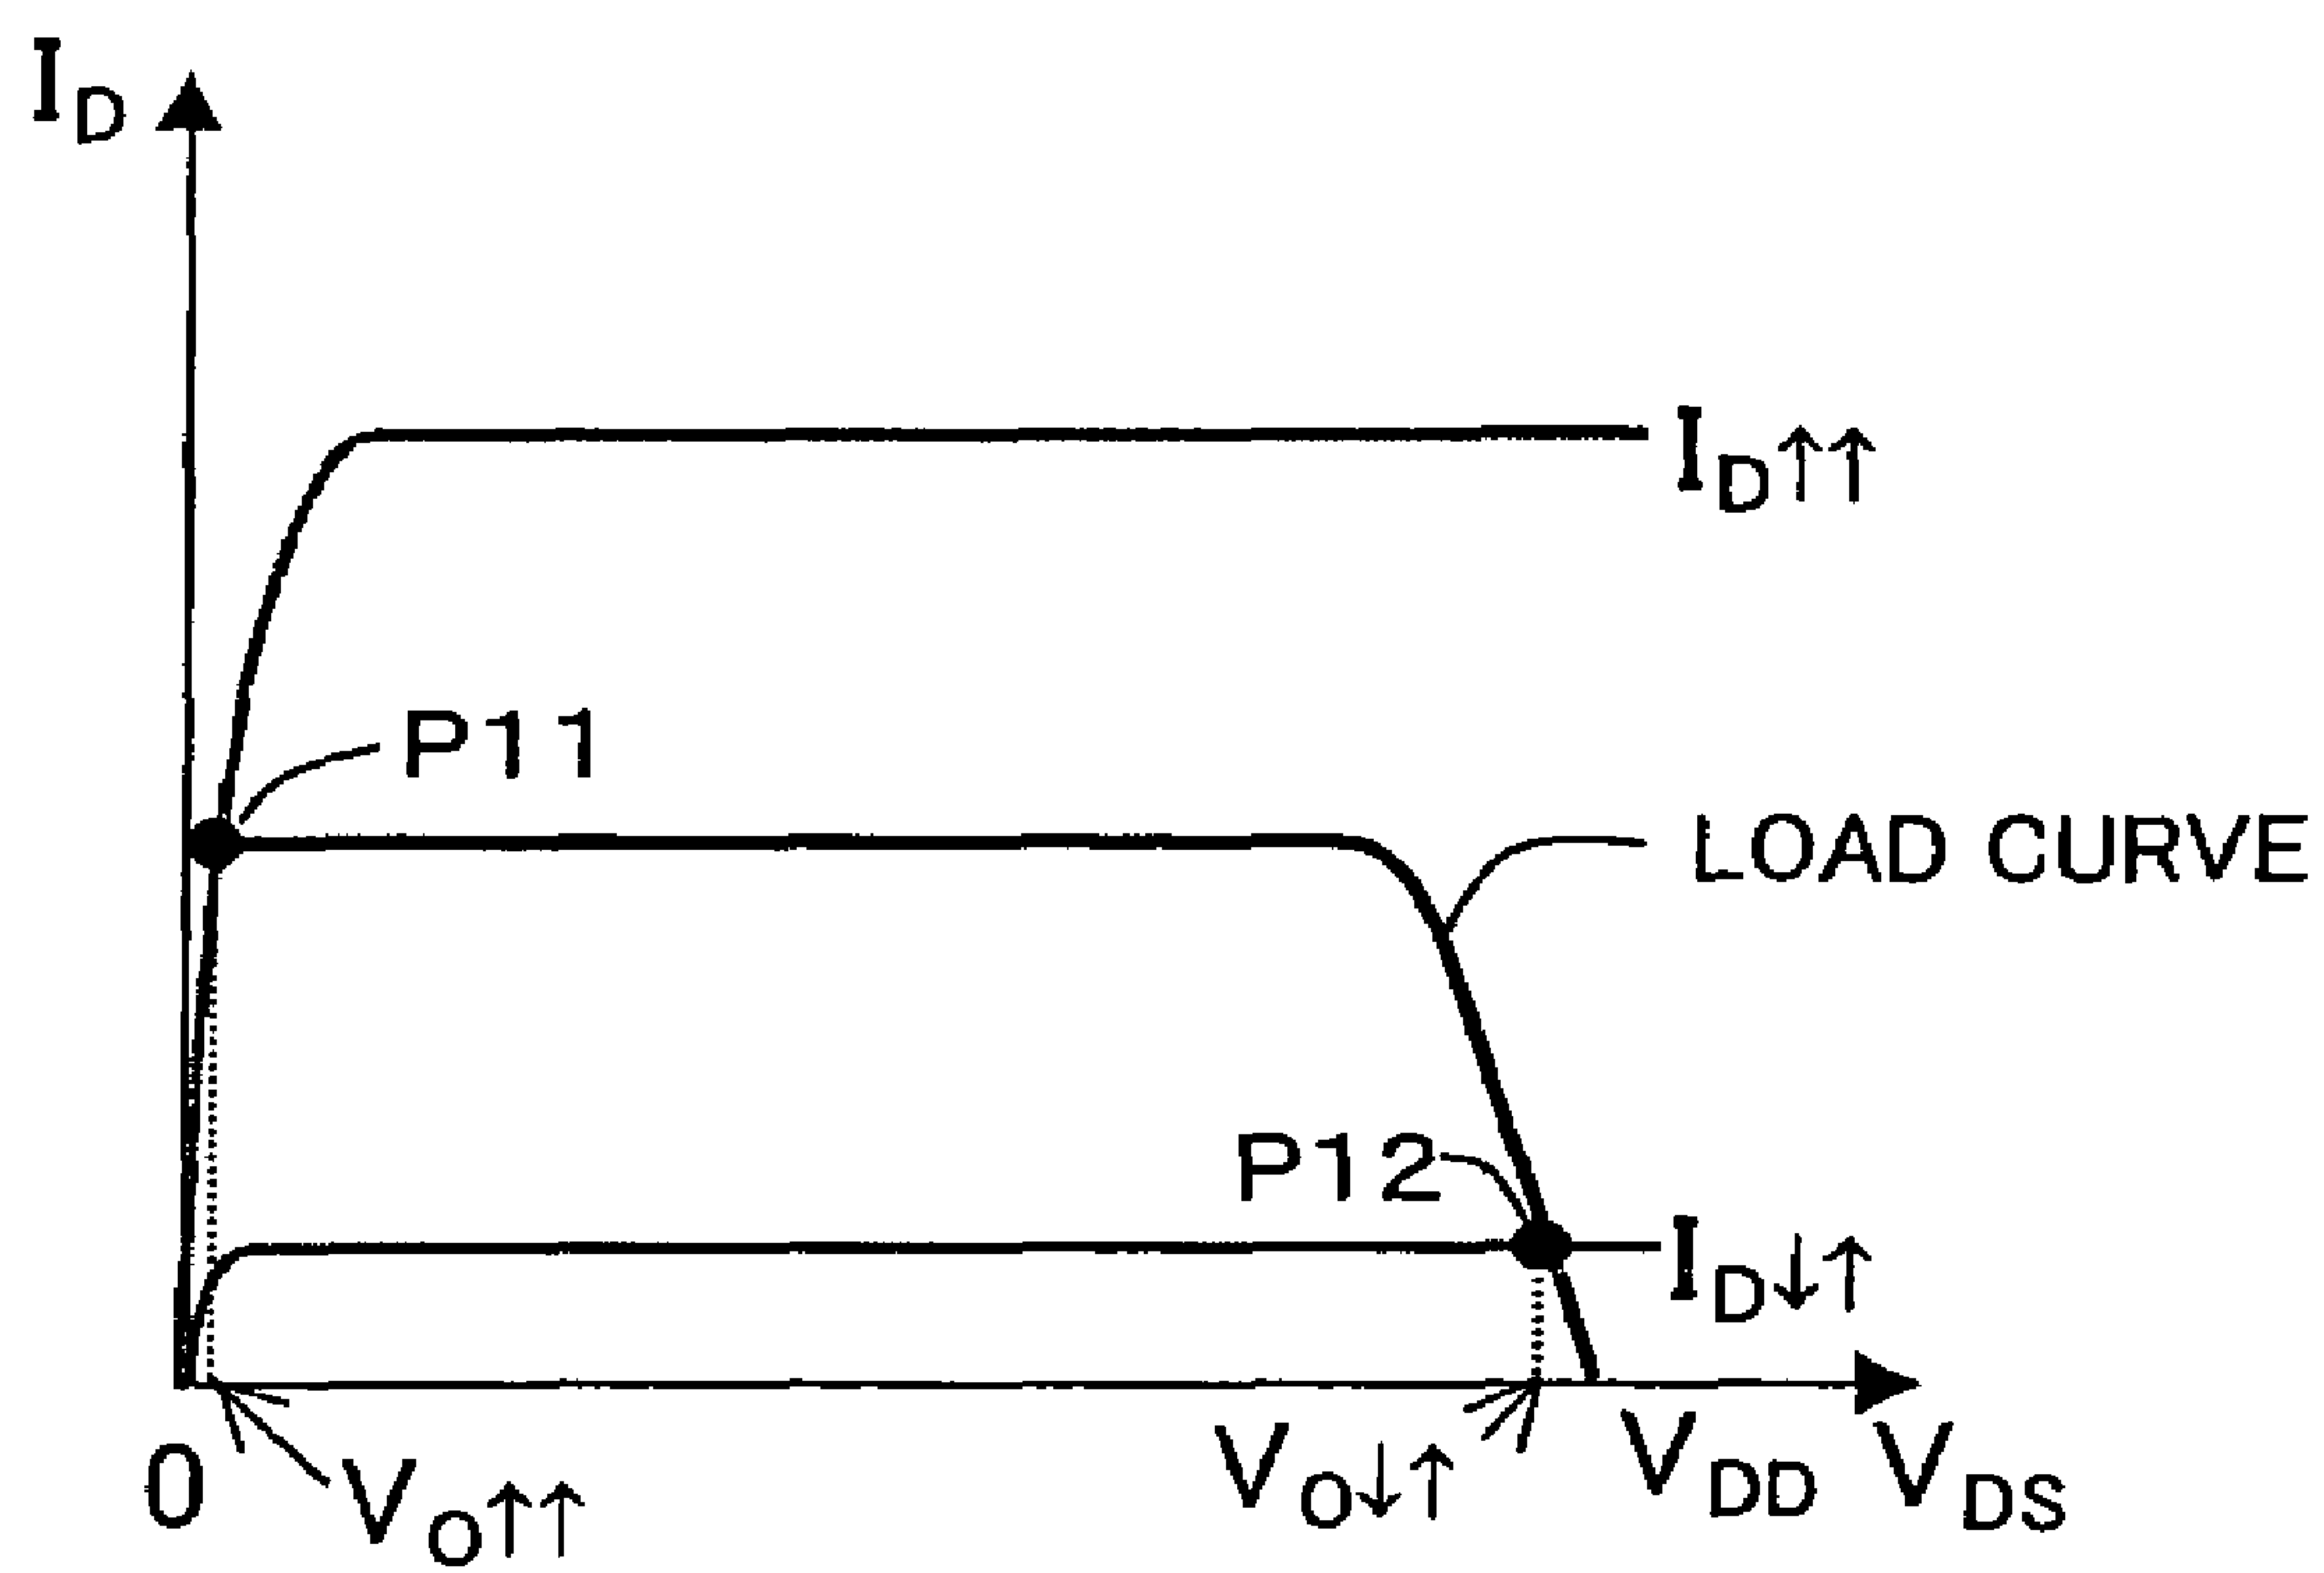 I_D
I_D↑↑
P11
LOAD CURVE
P12
I_D↓↑
0
V_O↑↑
V_O↓↑
V_DD
V_DS